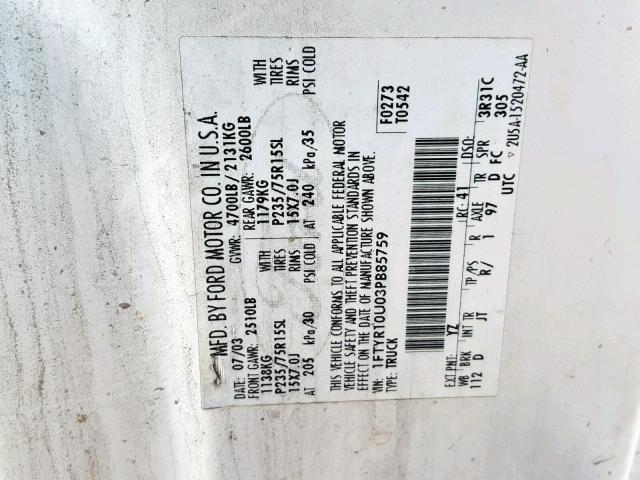 MFD. BY FORD MOTOR CO. IN U.S.A.
DATE: 07/03 GVWR: 4700LB/2131KG
FRONT GAWR: 2510LB REAR GAWR: 2600LB
1138KG 1179KG
P235/75R15SL TIRES P235/75R15SL TIRES
15X7.0J RIMS 15X7.0J RIMS
AT 205 kPa/30 PSI COLD AT 240 kPa/35 PSI COLD
THIS VEHICLE CONFORMS TO ALL APPLICABLE FEDERAL MOTOR
VEHICLE SAFETY AND THEFT PREVENTION STANDARDS IN
EFFECT ON THE DATE OF MANUFACTURE SHOWN ABOVE.
VIN: 1FTYR10U03PB85759
TYPE: TRUCK
F0273
T0542
EXT PNT: YZ RC: 41 DSO:
WB BRK INT TR TP/PS R AXLE TR SPR
112 D JT R/ 1 97 D FC
UTC
3R31C
305
▽ 2U5A-1520472-AA